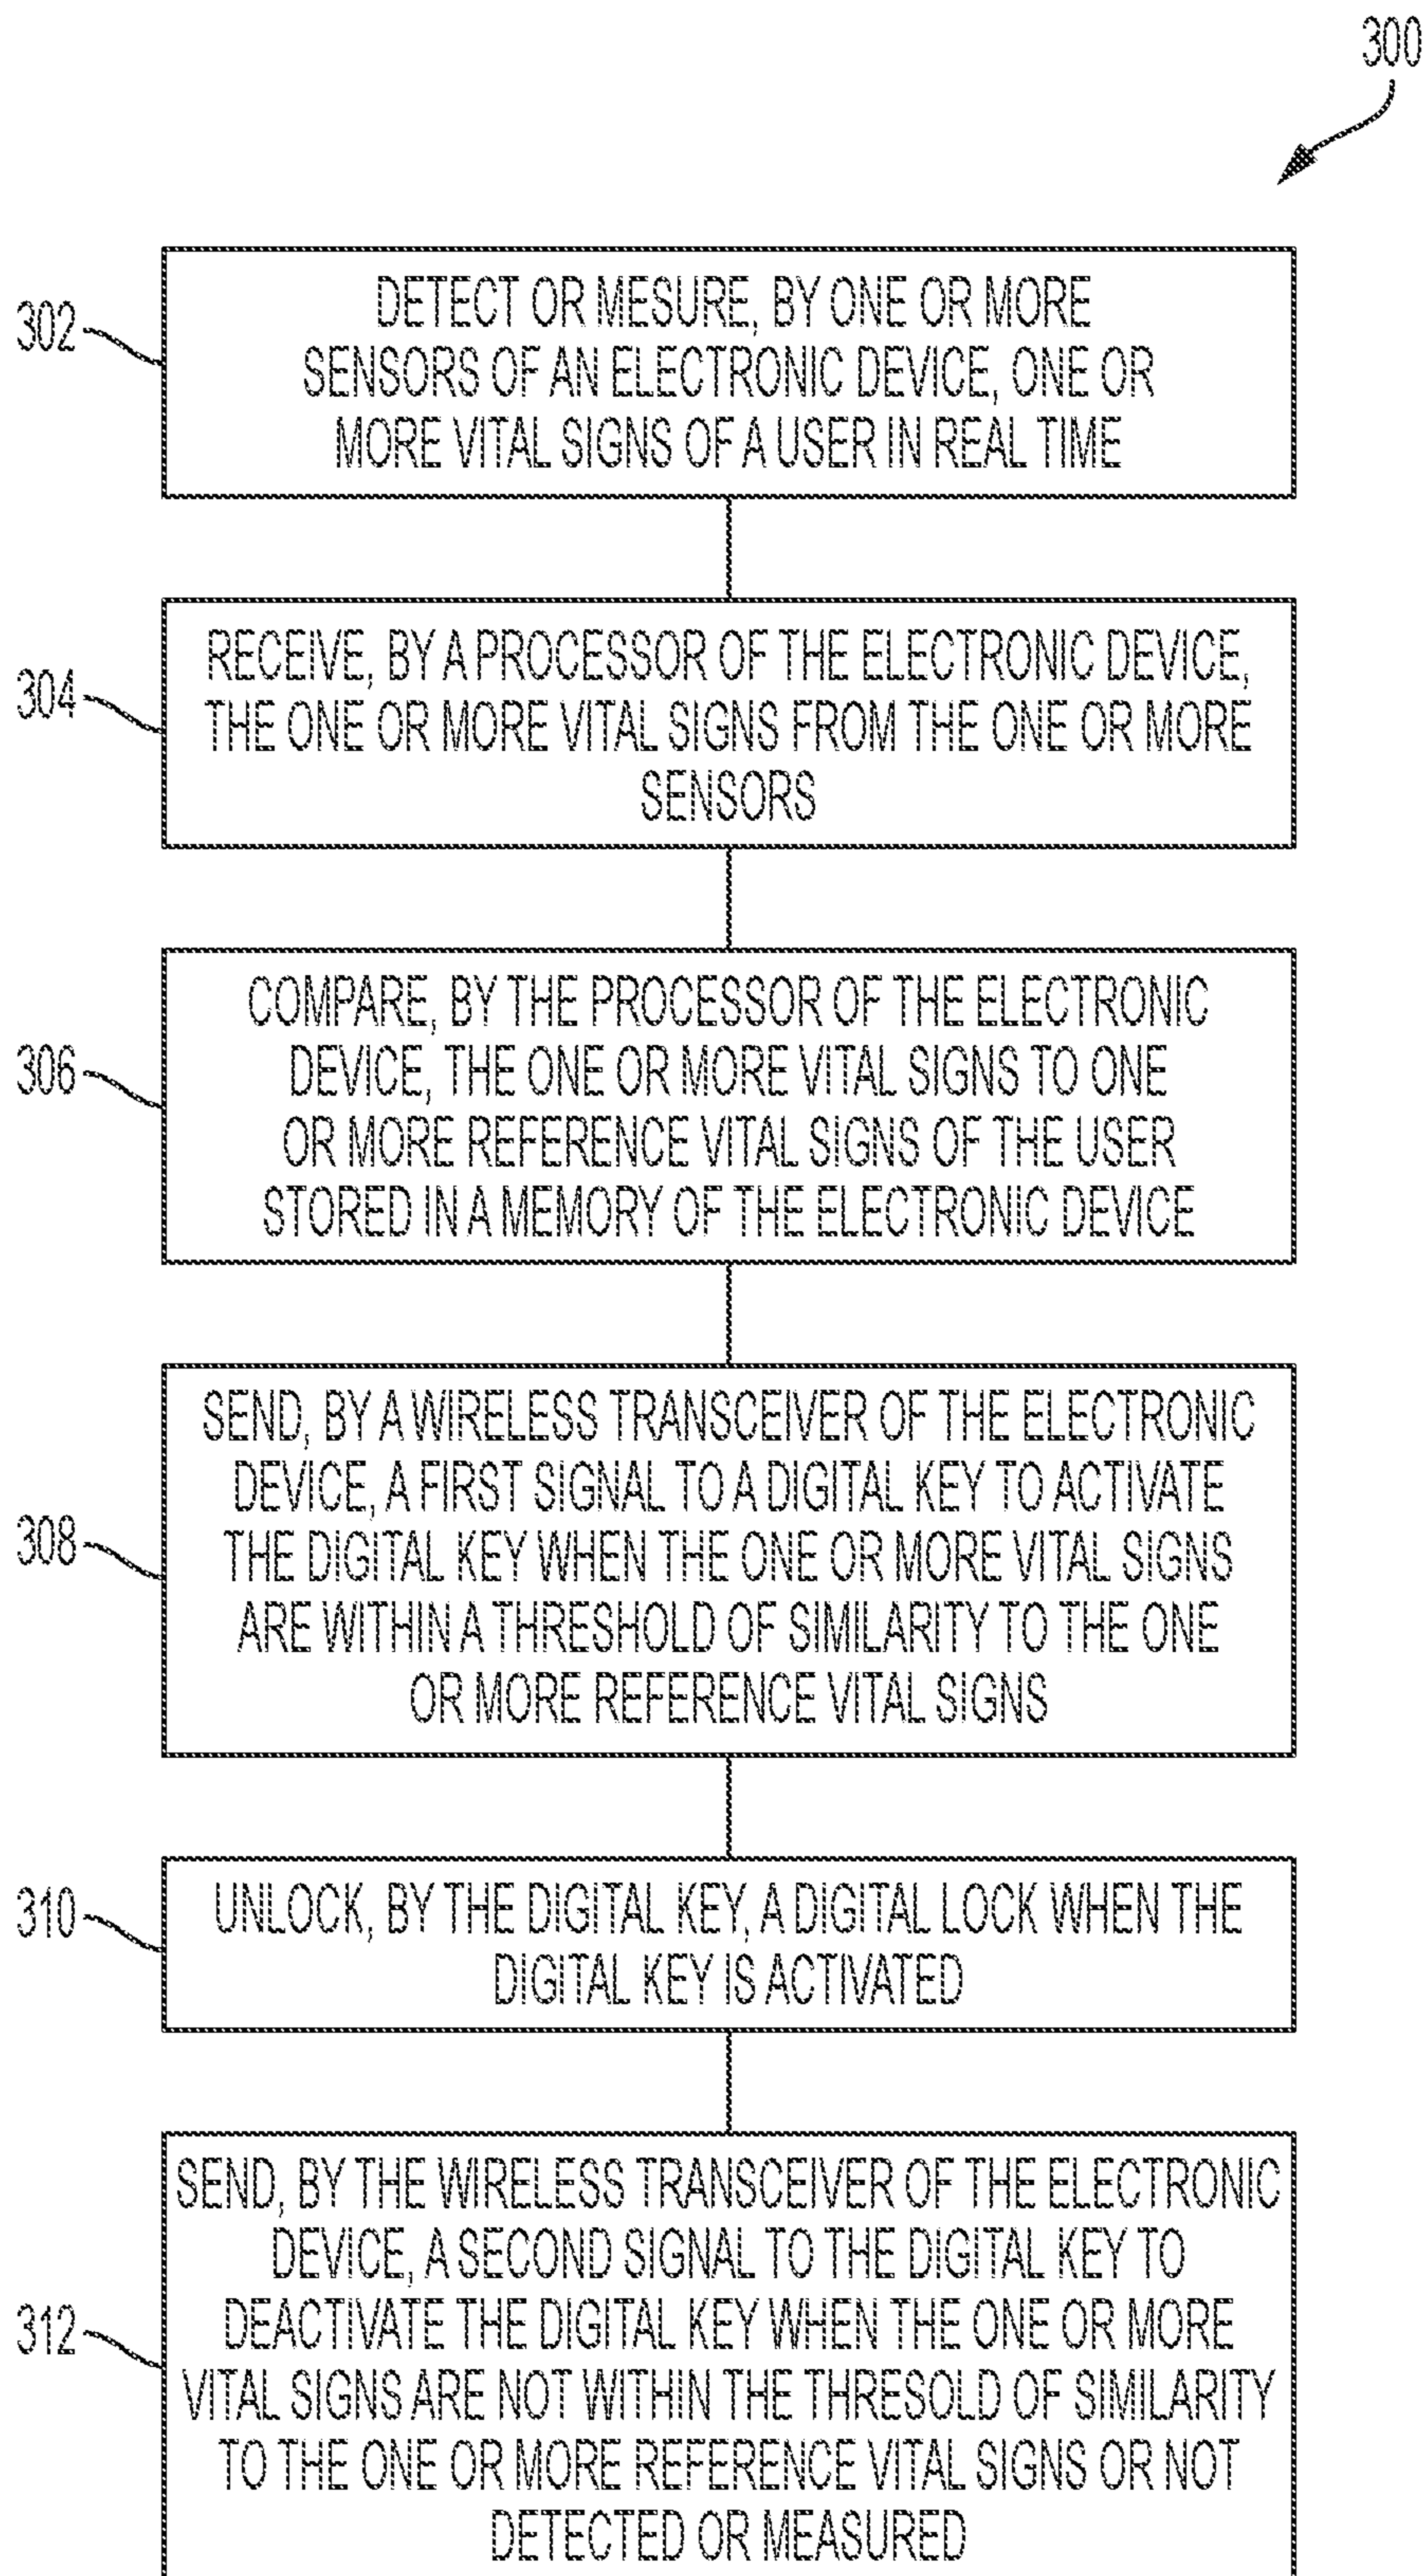 300
302
DETECT OR MESURE, BY ONE OR MORE
SENSORS OF AN ELECTRONIC DEVICE, ONE OR
MORE VITAL SIGNS OF A USER IN REAL TIME
304
RECEIVE, BY A PROCESSOR OF THE ELECTRONIC DEVICE,
THE ONE OR MORE VITAL SIGNS FROM THE ONE OR MORE
SENSORS
306
COMPARE, BY THE PROCESSOR OF THE ELECTRONIC
DEVICE, THE ONE OR MORE VITAL SIGNS TO ONE
OR MORE REFERENCE VITAL SIGNS OF THE USER
STORED IN A MEMORY OF THE ELECTRONIC DEVICE
308
SEND, BY A WIRELESS TRANSCEIVER OF THE ELECTRONIC
DEVICE, A FIRST SIGNAL TO A DIGITAL KEY TO ACTIVATE
THE DIGITAL KEY WHEN THE ONE OR MORE VITAL SIGNS
ARE WITHIN A THRESHOLD OF SIMILARITY TO THE ONE
OR MORE REFERENCE VITAL SIGNS
310
UNLOCK, BY THE DIGITAL KEY, A DIGITAL LOCK WHEN THE
DIGITAL KEY IS ACTIVATED
312
SEND, BY THE WIRELESS TRANSCEIVER OF THE ELECTRONIC
DEVICE, A SECOND SIGNAL TO THE DIGITAL KEY TO
DEACTIVATE THE DIGITAL KEY WHEN THE ONE OR MORE
VITAL SIGNS ARE NOT WITHIN THE THRESOLD OF SIMILARITY
TO THE ONE OR MORE REFERENCE VITAL SIGNS OR NOT
DETECTED OR MEASURED